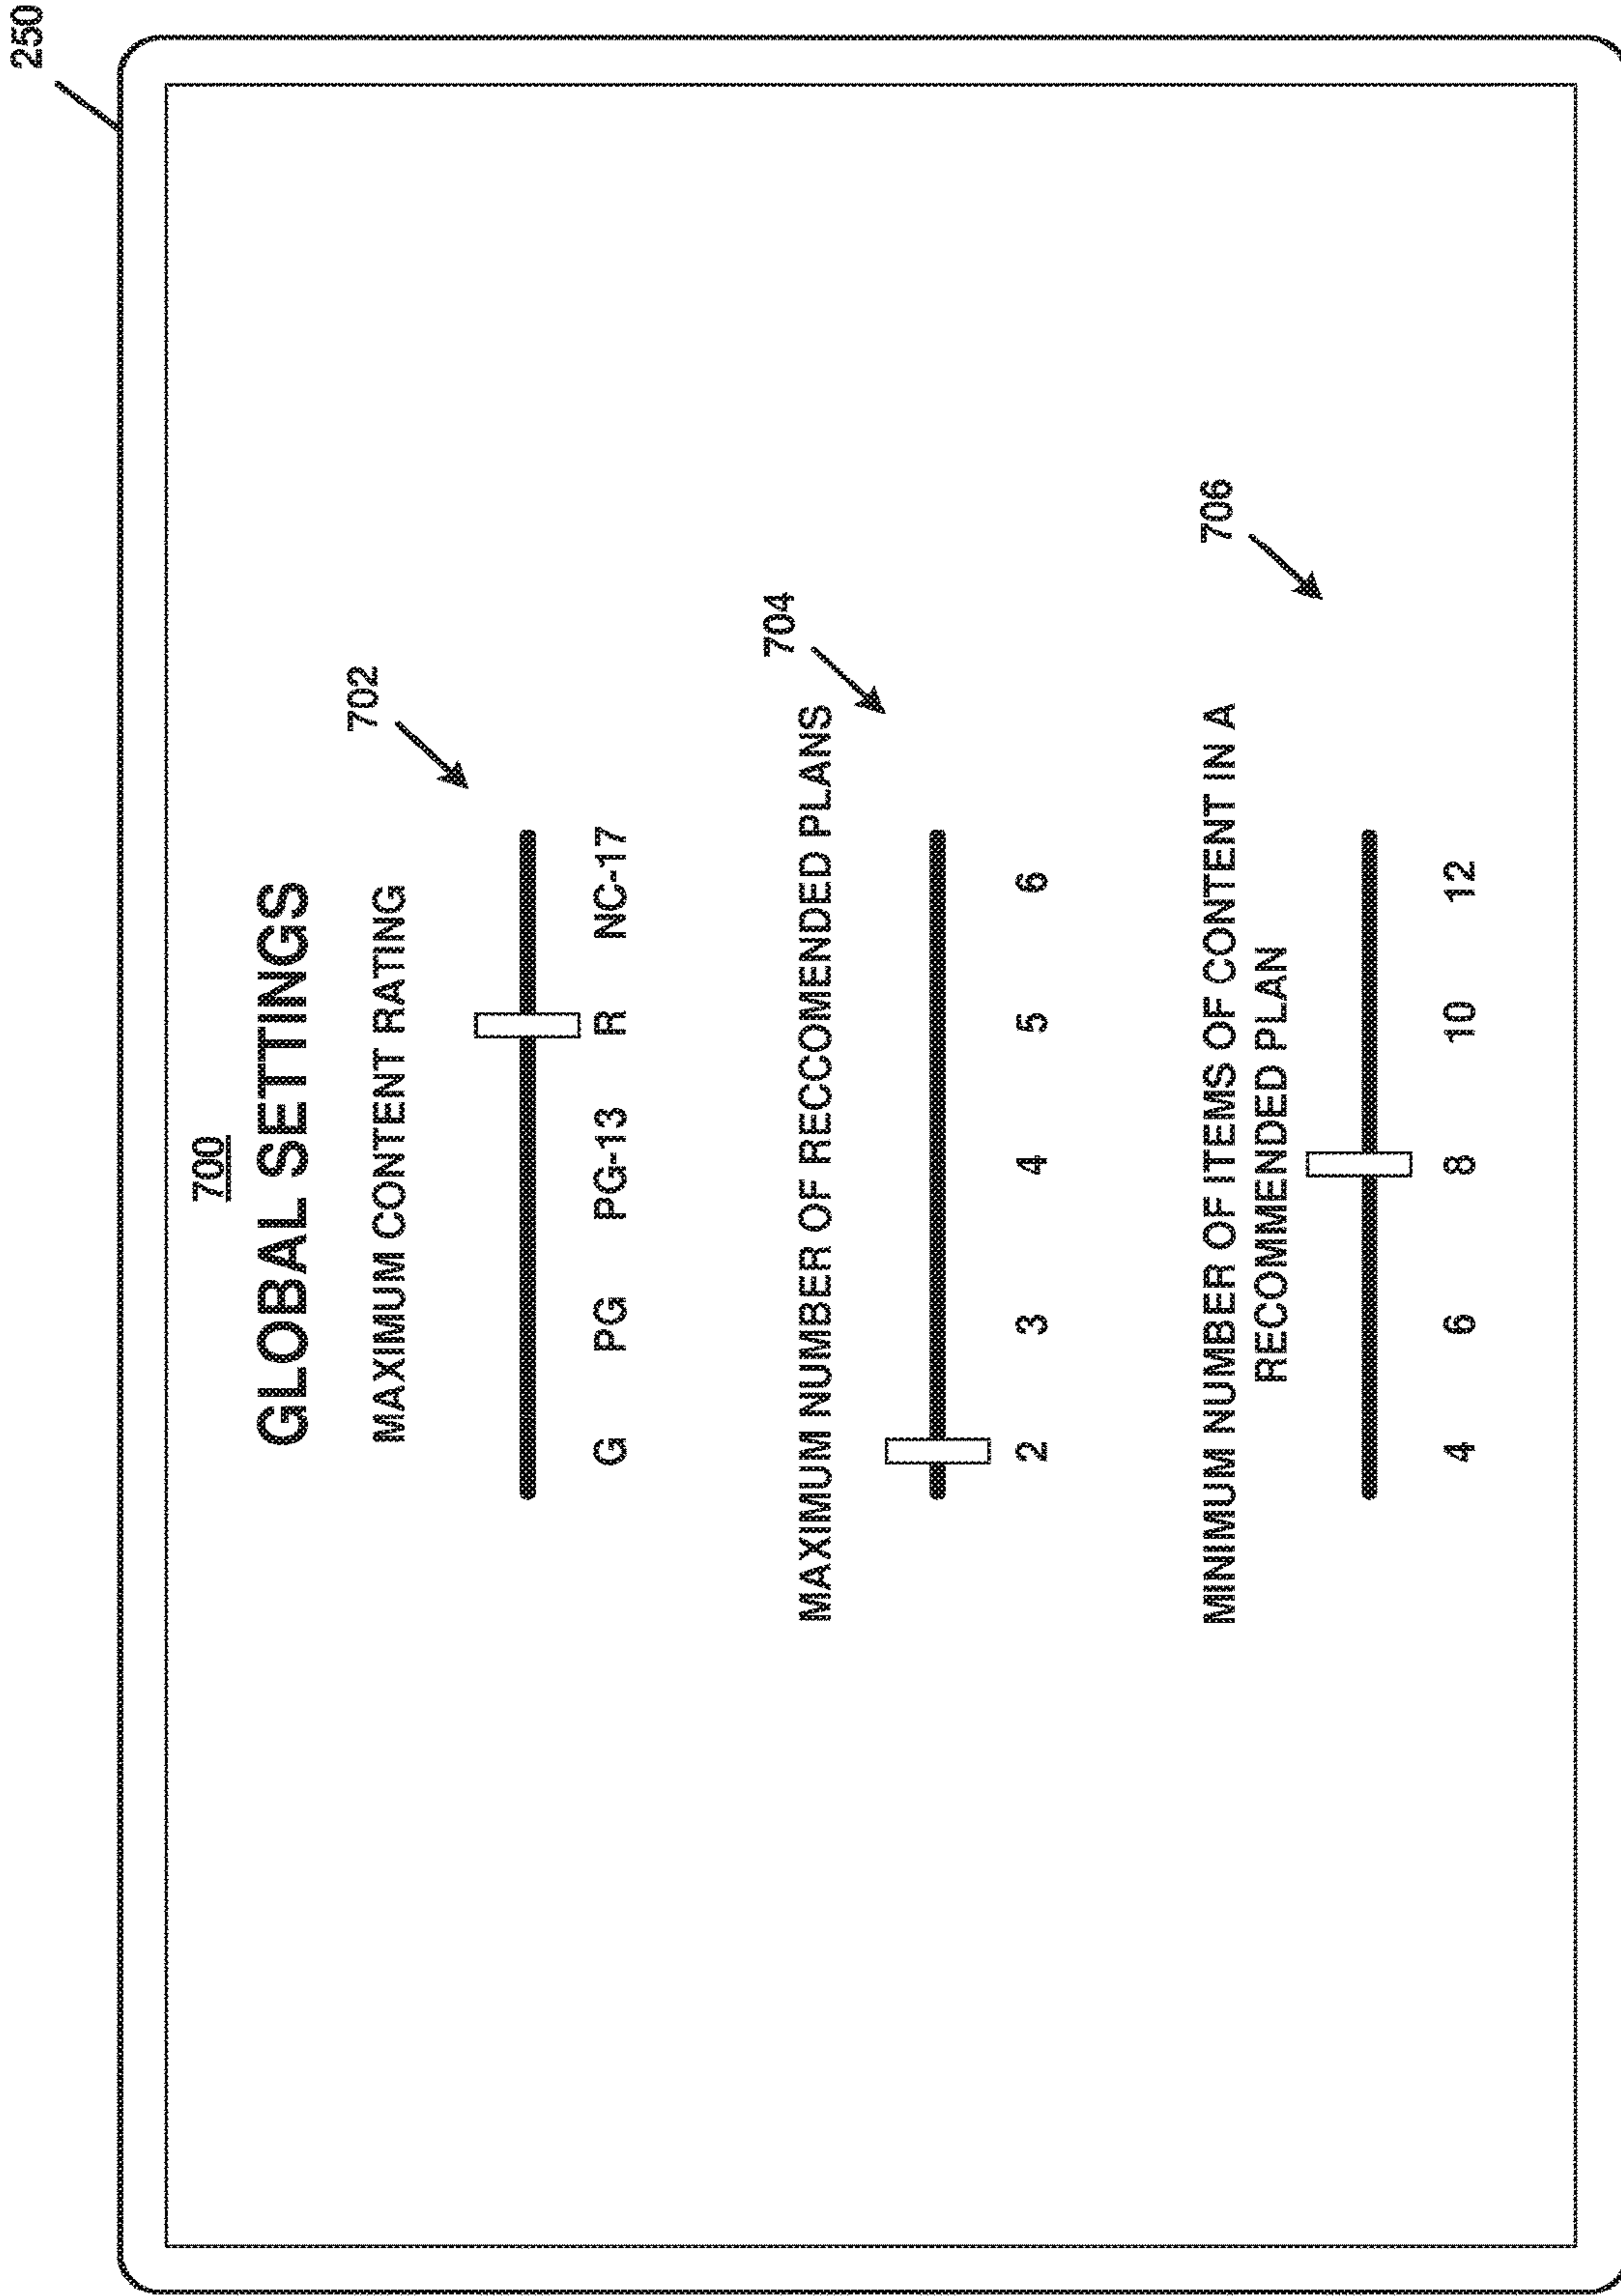 250
700
GLOBAL SETTINGS
MAXIMUM CONTENT RATING
702
G PG PG-13 R NC-17
704
MAXIMUM NUMBER OF RECCOMENDED PLANS
2 3 4 5 6
706
MINIMUM NUMBER OF ITEMS OF CONTENT IN A
RECOMMENDED PLAN
4 6 8 10 12